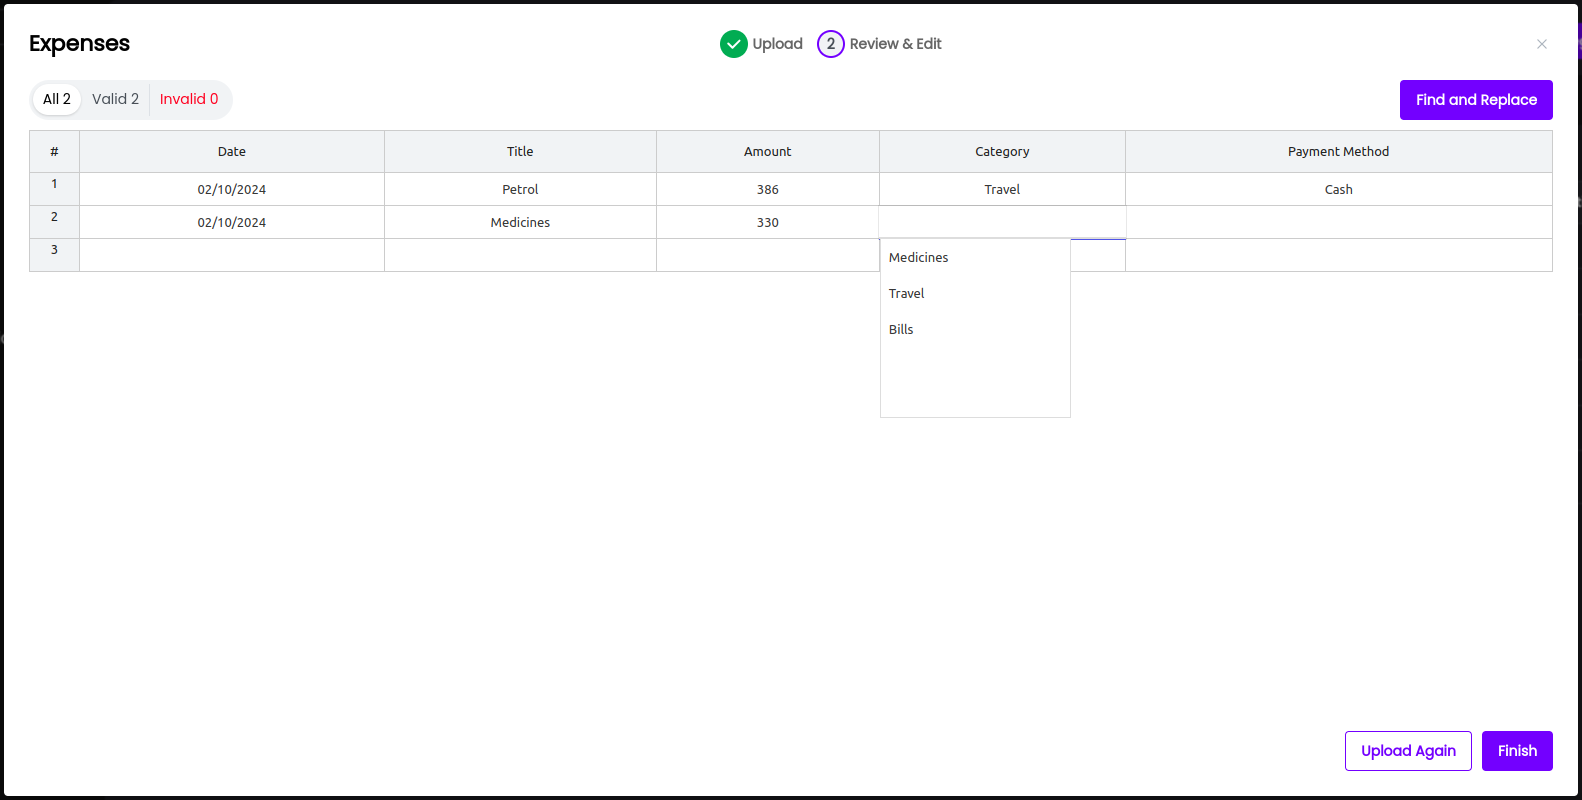 Expenses
Upload 2 Review & Edit
All 2 Valid 2 Invalid 0
Find and Replace
# Date Title Amount Category Payment Method
1 02/10/2024 Petrol 386 Travel Cash
2 02/10/2024 Medicines 330
3
Medicines
Travel
Bills
Upload Again Finish